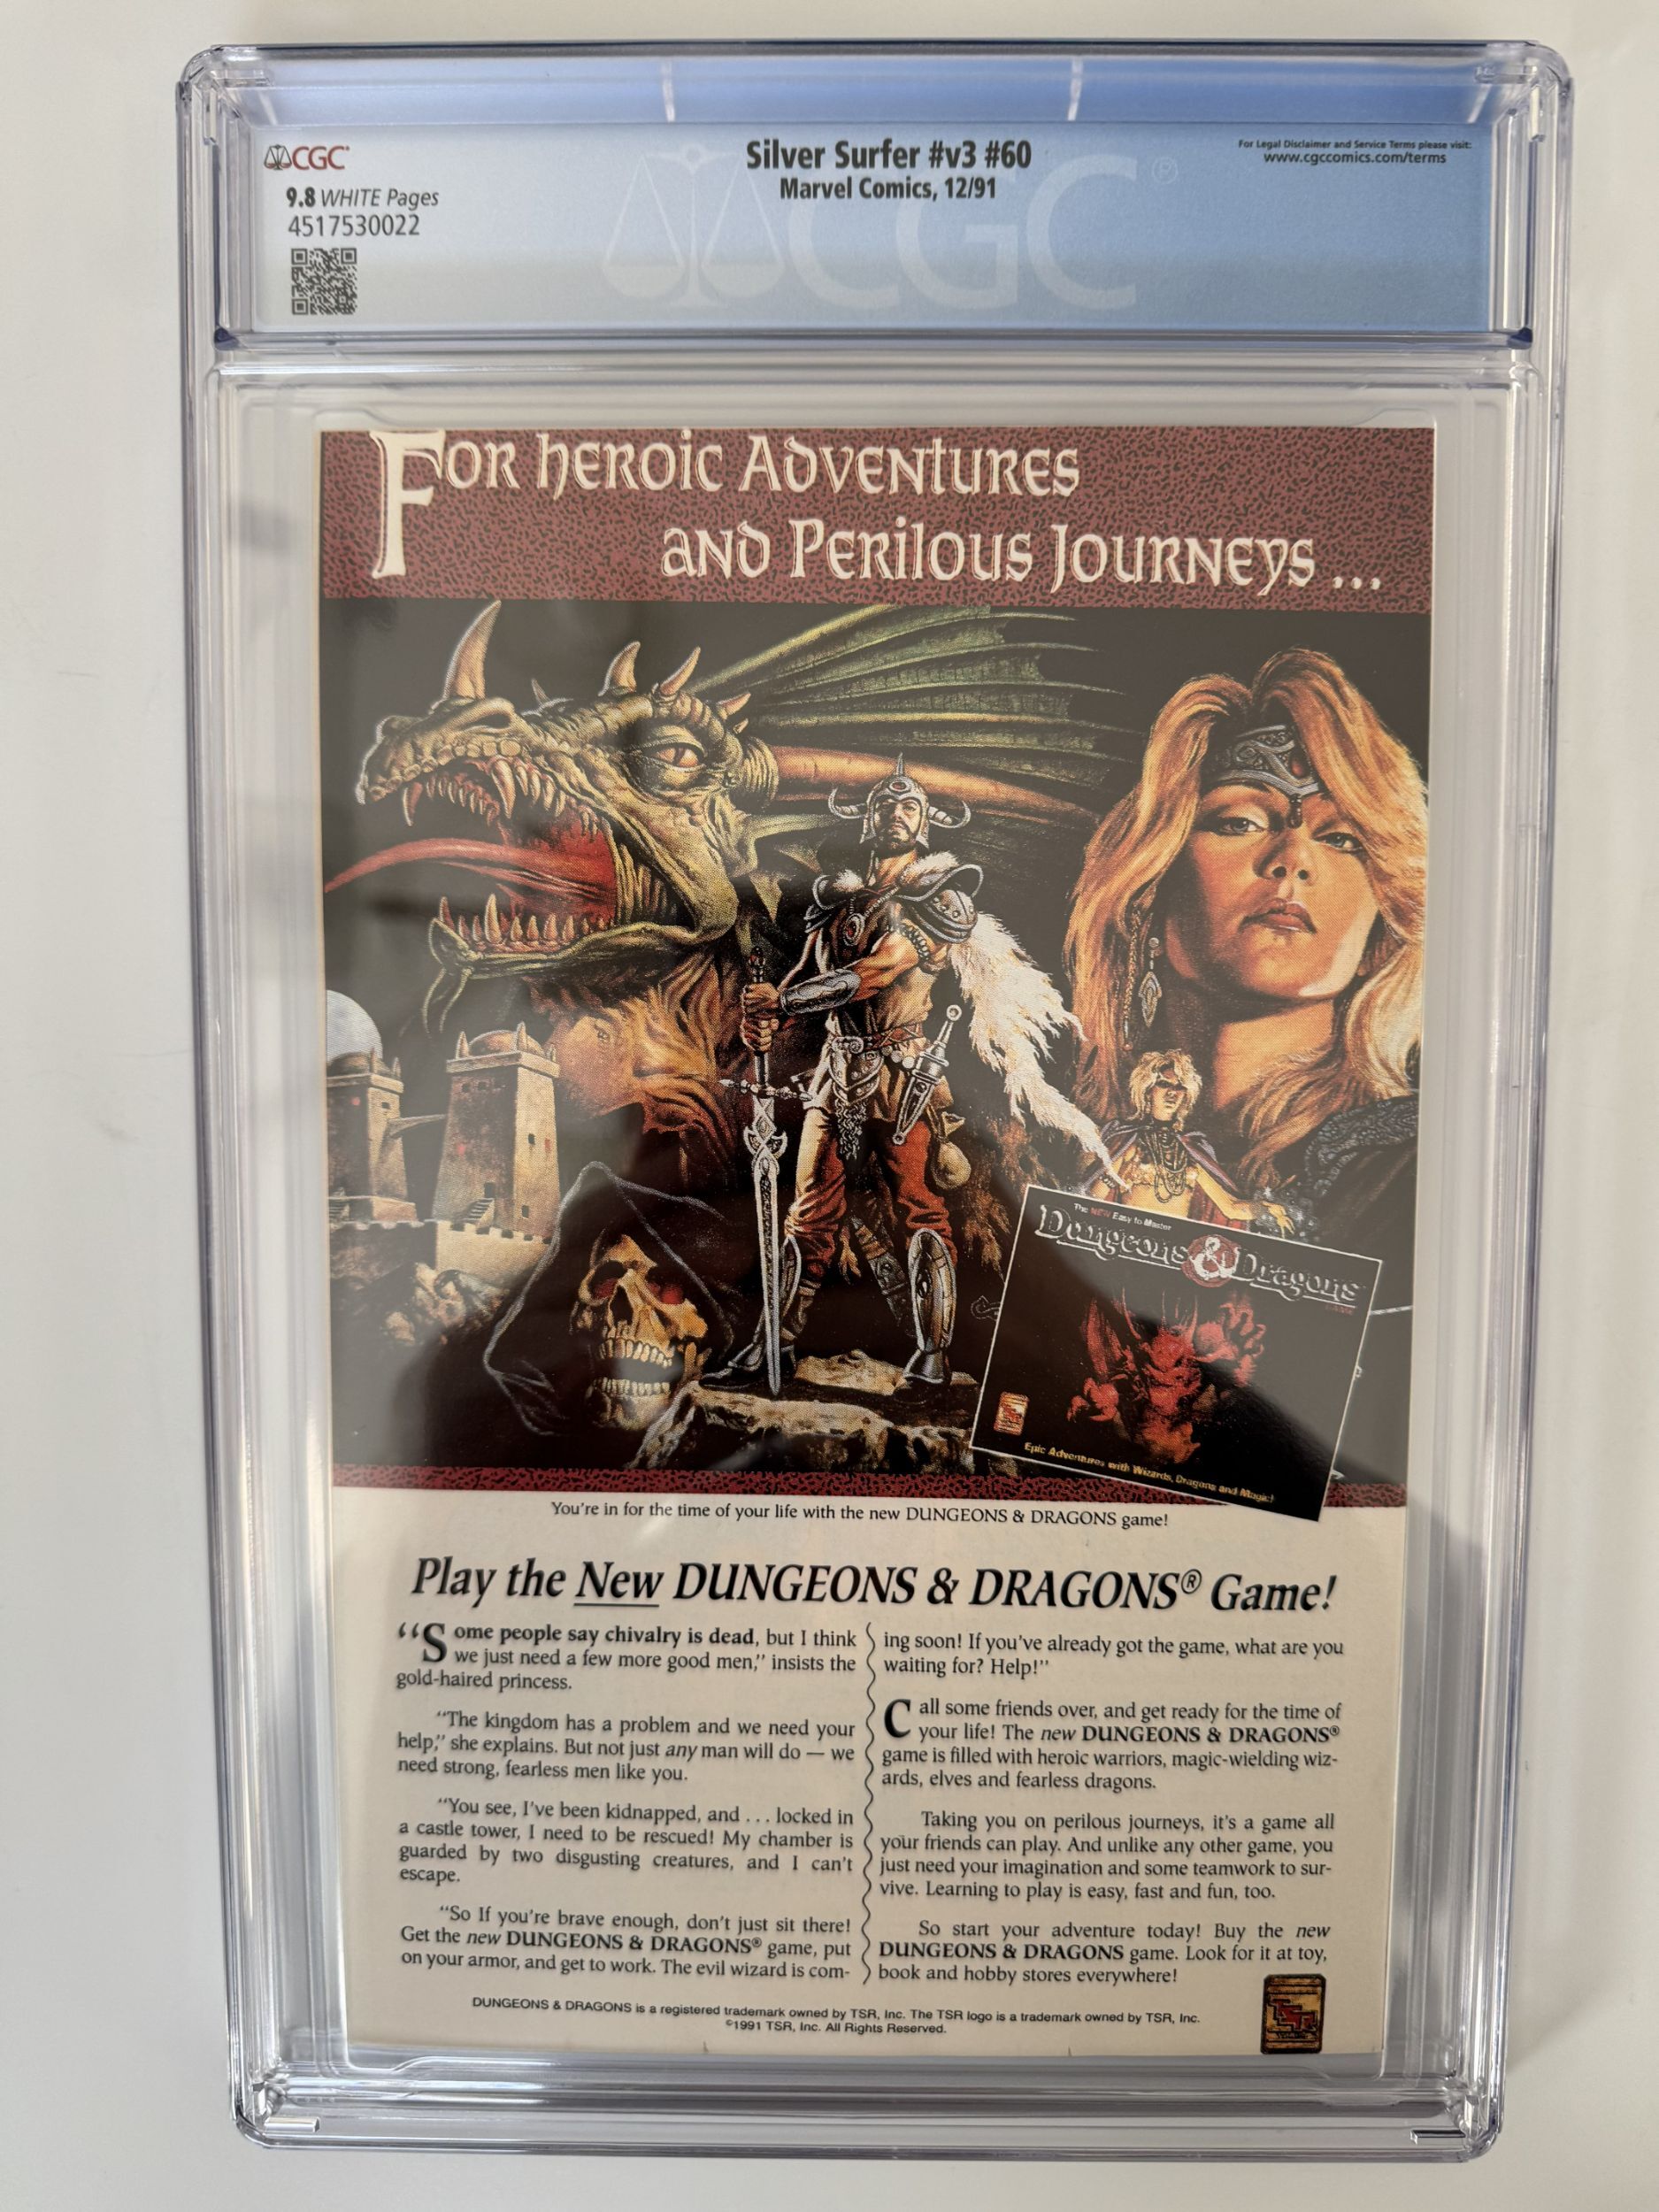 CGC
9.8 WHITE Pages
4517530022
Silver Surfer #v3 #60
Marvel Comics, 12/91
For Legal Disclaimer and Service Terms please visit:
www.cgccomics.com/terms
CGC®
For heroic Adventures
and Perilous Journeys ...
The NEW Easy to Master
Dungeons & Dragons
GAME
TSR
Epic Adventures with Wizards, Dragons and Magic!
You're in for the time of your life with the new DUNGEONS & DRAGONS game!
Play the New DUNGEONS & DRAGONS® Game!
“Some people say chivalry is dead, but I think
we just need a few more good men,” insists the
gold-haired princess.
“The kingdom has a problem and we need your
help,” she explains. But not just any man will do — we
need strong, fearless men like you.
“You see, I've been kidnapped, and . . . locked in
a castle tower, I need to be rescued! My chamber is
guarded by two disgusting creatures, and I can't
escape.
“So If you're brave enough, don't just sit there!
Get the new DUNGEONS & DRAGONS® game, put
on your armor, and get to work. The evil wizard is com-
ing soon! If you've already got the game, what are you
waiting for? Help!”
Call some friends over, and get ready for the time of
your life! The new DUNGEONS & DRAGONS®
game is filled with heroic warriors, magic-wielding wiz-
ards, elves and fearless dragons.
Taking you on perilous journeys, it's a game all
your friends can play. And unlike any other game, you
just need your imagination and some teamwork to sur-
vive. Learning to play is easy, fast and fun, too.
So start your adventure today! Buy the new
DUNGEONS & DRAGONS game. Look for it at toy,
book and hobby stores everywhere!
DUNGEONS & DRAGONS is a registered trademark owned by TSR, Inc. The TSR logo is a trademark owned by TSR, Inc.
©1991 TSR, Inc. All Rights Reserved.
TSR